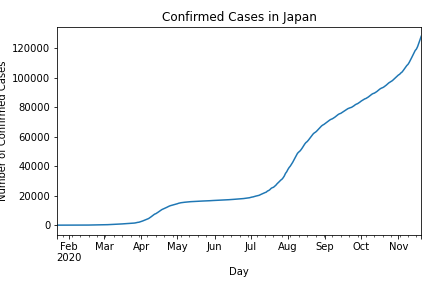 Confirmed Cases in Japan
Number of Confirmed Cases
120000
100000
80000
60000
40000
20000
0
Feb Mar Apr May Jun Jul Aug Sep Oct Nov
2020
Day